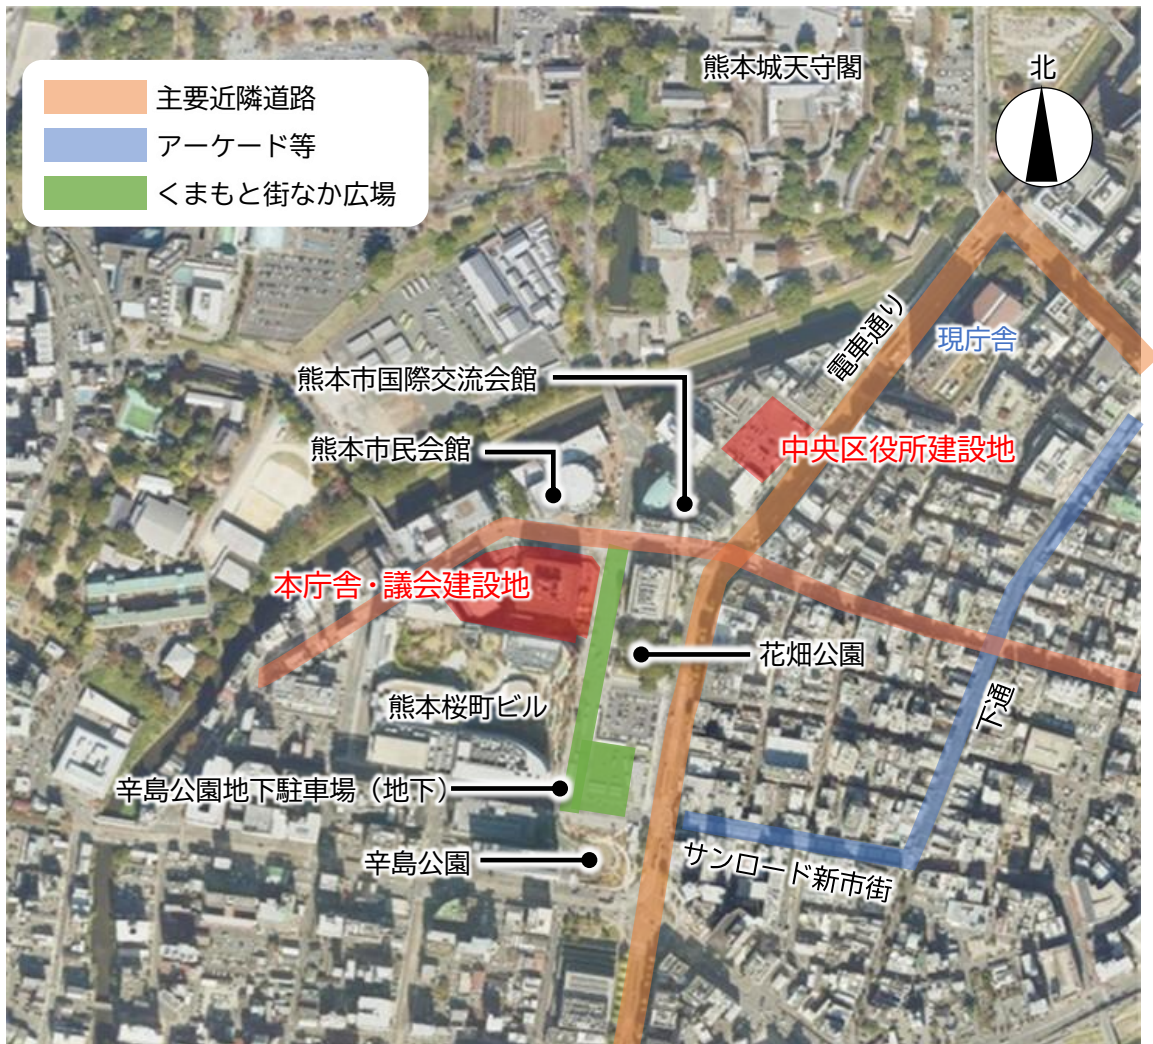 熊本城天守閣
北
主要近隣道路
アーケード等
くまもと街なか広場
電車通り
現庁舎
熊本市国際交流会館
熊本市民会館
中央区役所建設地
本庁舎・議会建設地
花畑公園
熊本桜町ビル
下通
辛島公園地下駐車場（地下）
辛島公園
サンロード新市街